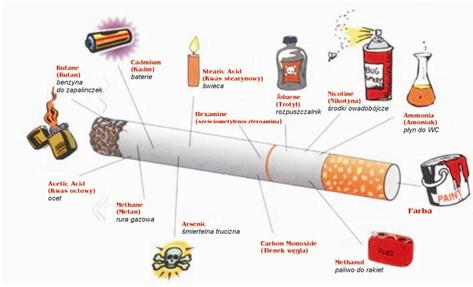 Butane
(Butan)
benzyna
do zapalniczek
Cadmium
(Kadm)
baterie
Stearic Acid
(Kwas stearynowy)
świeca
Hexamine
(sześciometylenoczteroamina)
Toluene
(Trotyl)
rozpuszczalnik
BUG
SPRAY
Nicotine
(Nikotyna)
środki owadobójcze
Ammonia
(Amoniak)
płyn do WC
PAINT
Farba
FUEL
Methanol
paliwo do rakiet
Carbon Monoxide
(Tlenek węgla)
Arsenic
śmiertelna trucizna
Methane
(Metan)
rura gazowa
Acetic Acid
(Kwas octowy)
ocet